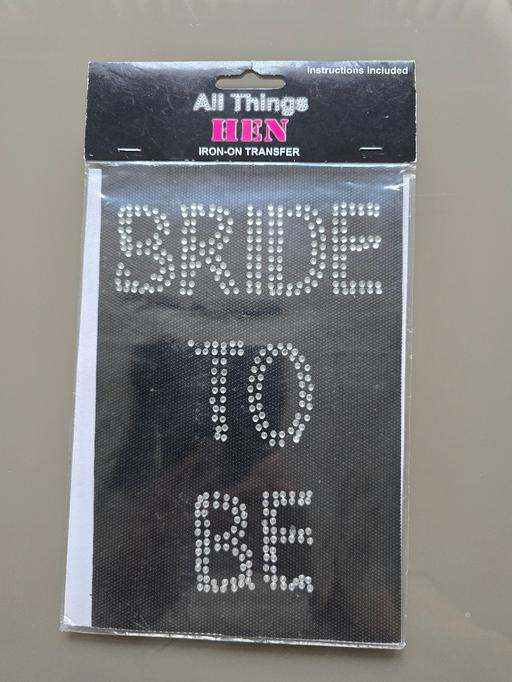 Instructions included
All Things
HEN
IRON-ON TRANSFER
BRIDE
TO
BE